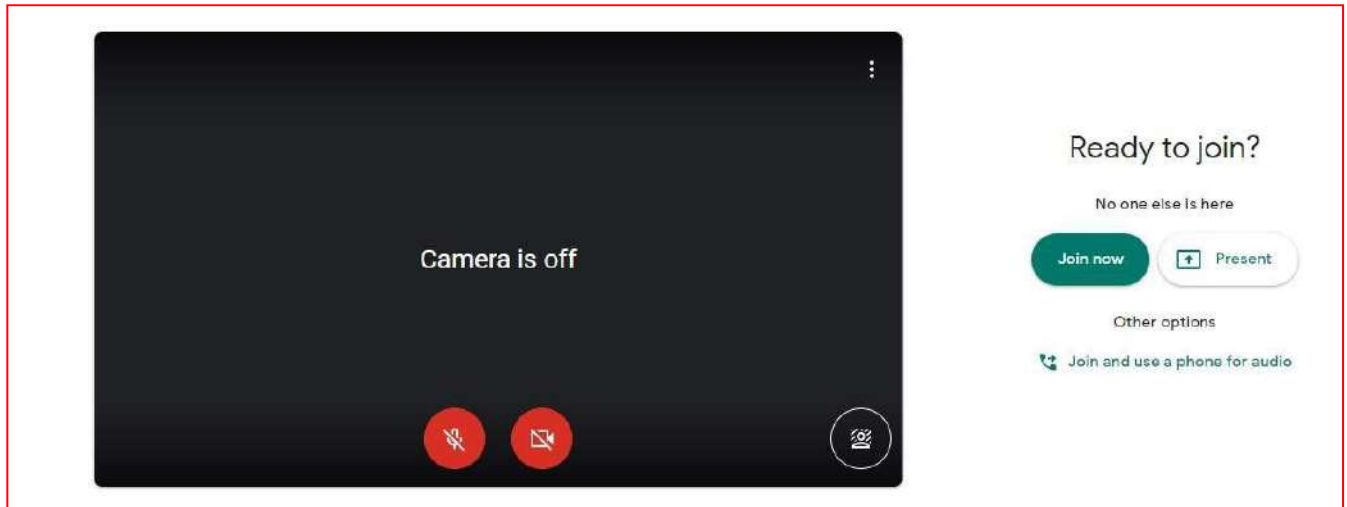 Camera is off
Ready to join?
No one else is here
Join now
Present
Other options
Join and use a phone for audio